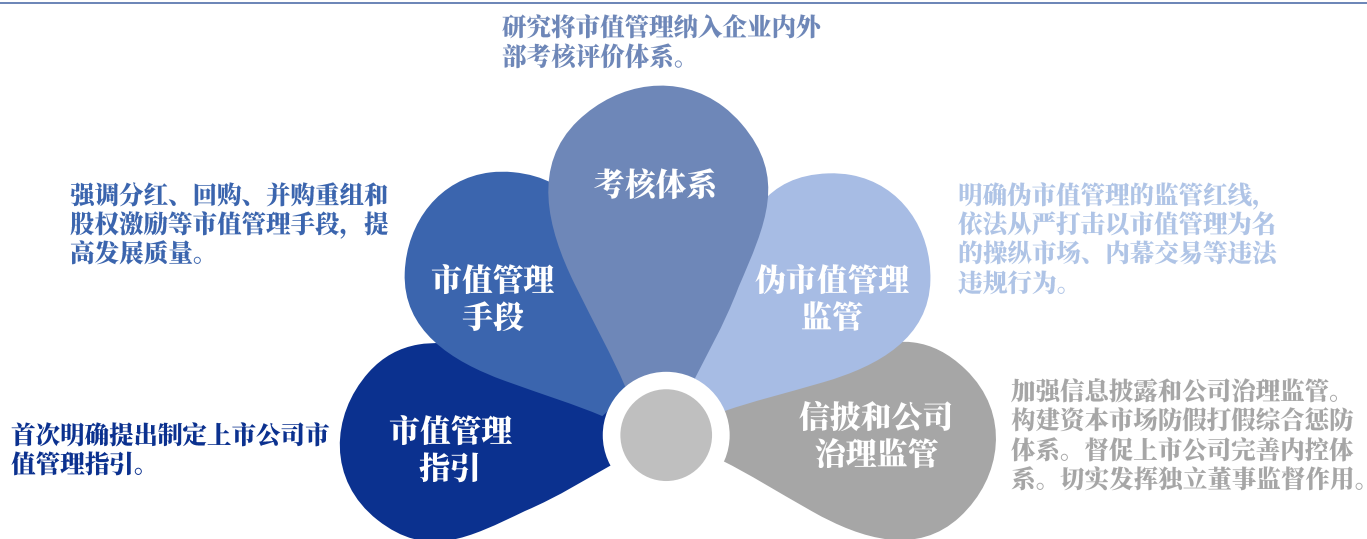 研究将市值管理纳入企业内外
部考核评价体系。
考核体系
强调分红、回购、并购重组和
股权激励等市值管理手段，提
高发展质量。
市值管理
手段
明确伪市值管理的监管红线，
依法从严打击以市值管理为名
的操纵市场、内幕交易等违法
违规行为。
伪市值管理
监管
首次明确提出制定上市公司市
值管理指引。
市值管理
指引
信披和公司
治理监管
加强信息披露和公司治理监管。
构建资本市场防假打假综合惩防
体系。督促上市公司完善内控体
系。切实发挥独立董事监督作用。